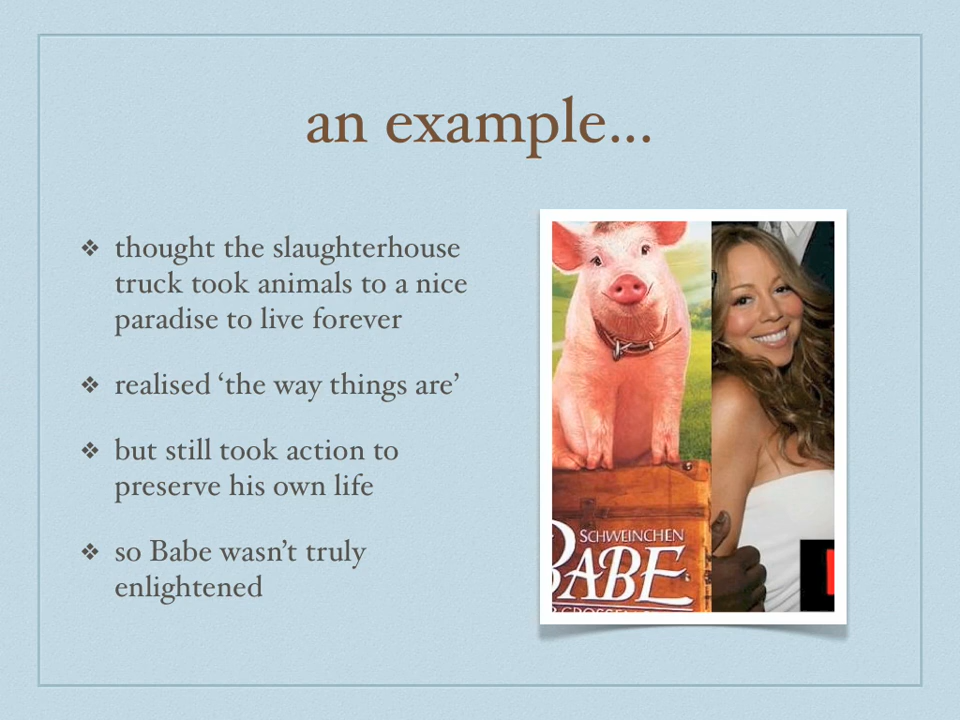 an example...
❖ thought the slaughterhouse
truck took animals to a nice
paradise to live forever
❖ realised ‘the way things are’
❖ but still took action to
preserve his own life
❖ so Babe wasn’t truly
enlightened
SCHWEINCHEN
BABE